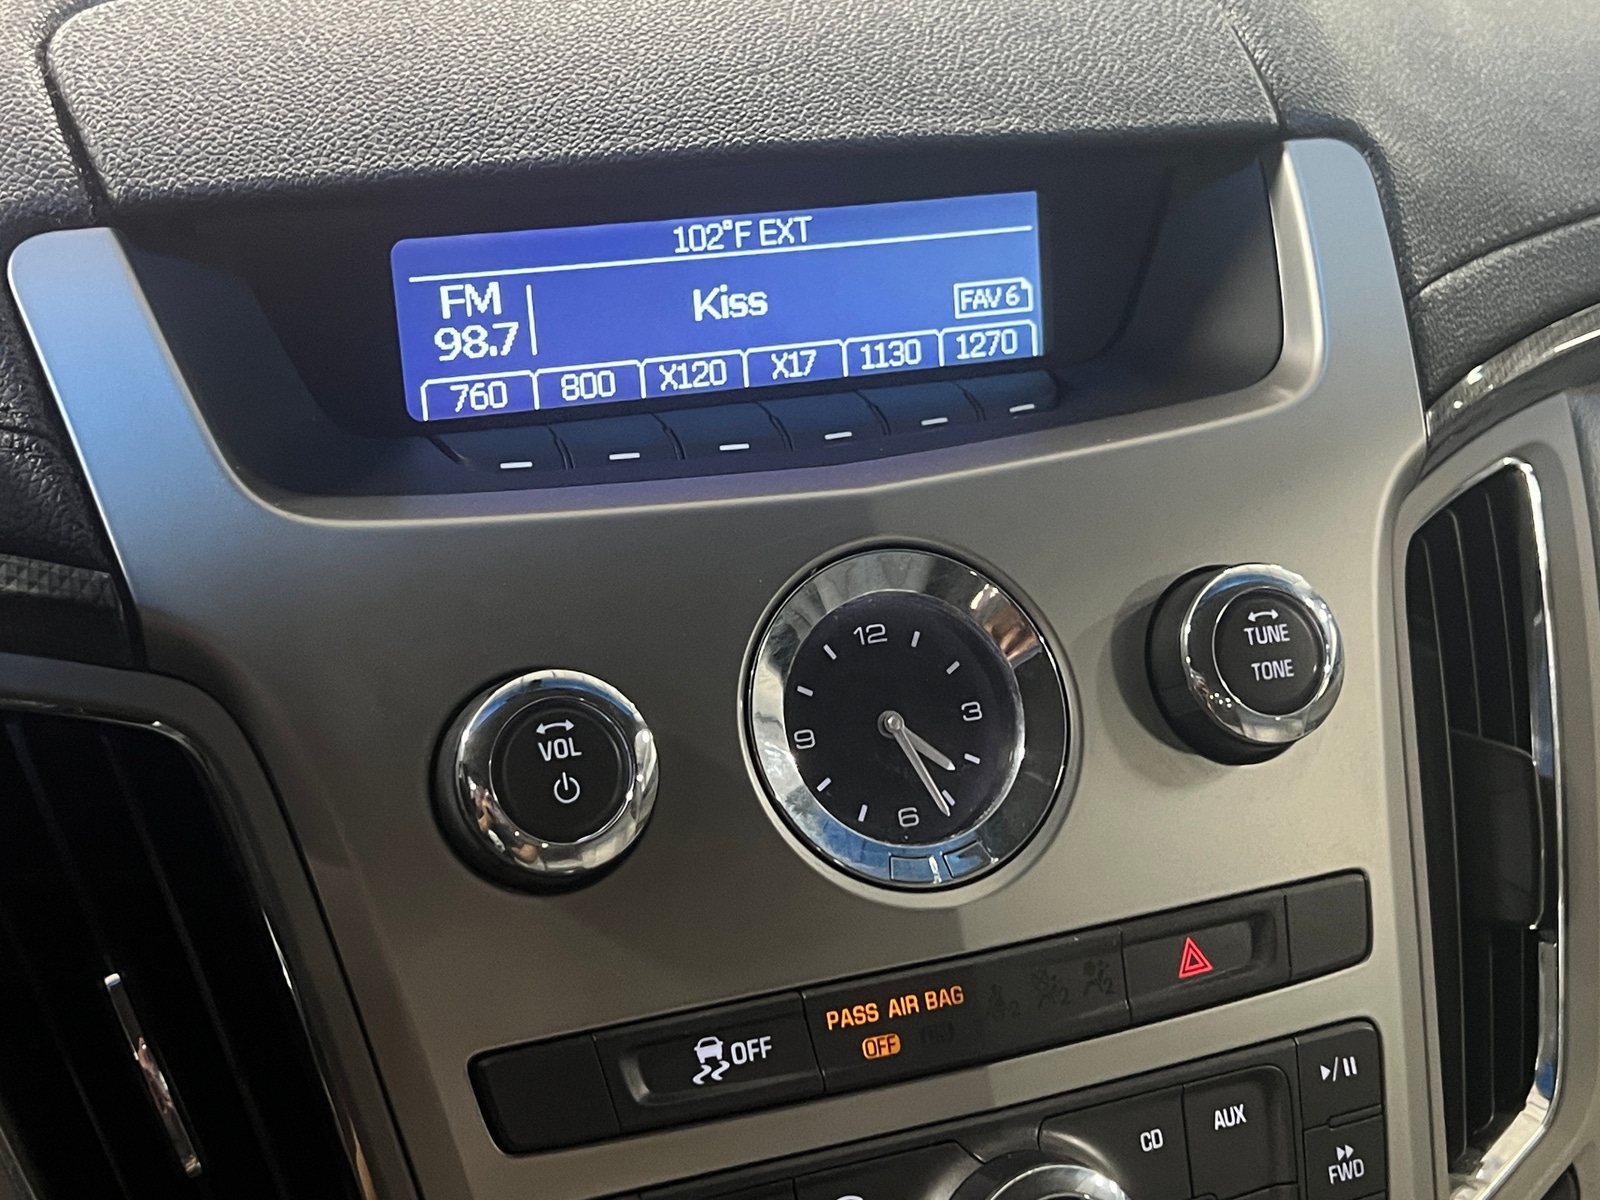 102°F EXT
FM
98.7
Kiss
FAV 6
760 800 X120 X17 1130 1270
12
3
6
9
VOL
TUNE
TONE
OFF
PASS AIR BAG
OFF
CD
AUX
FWD